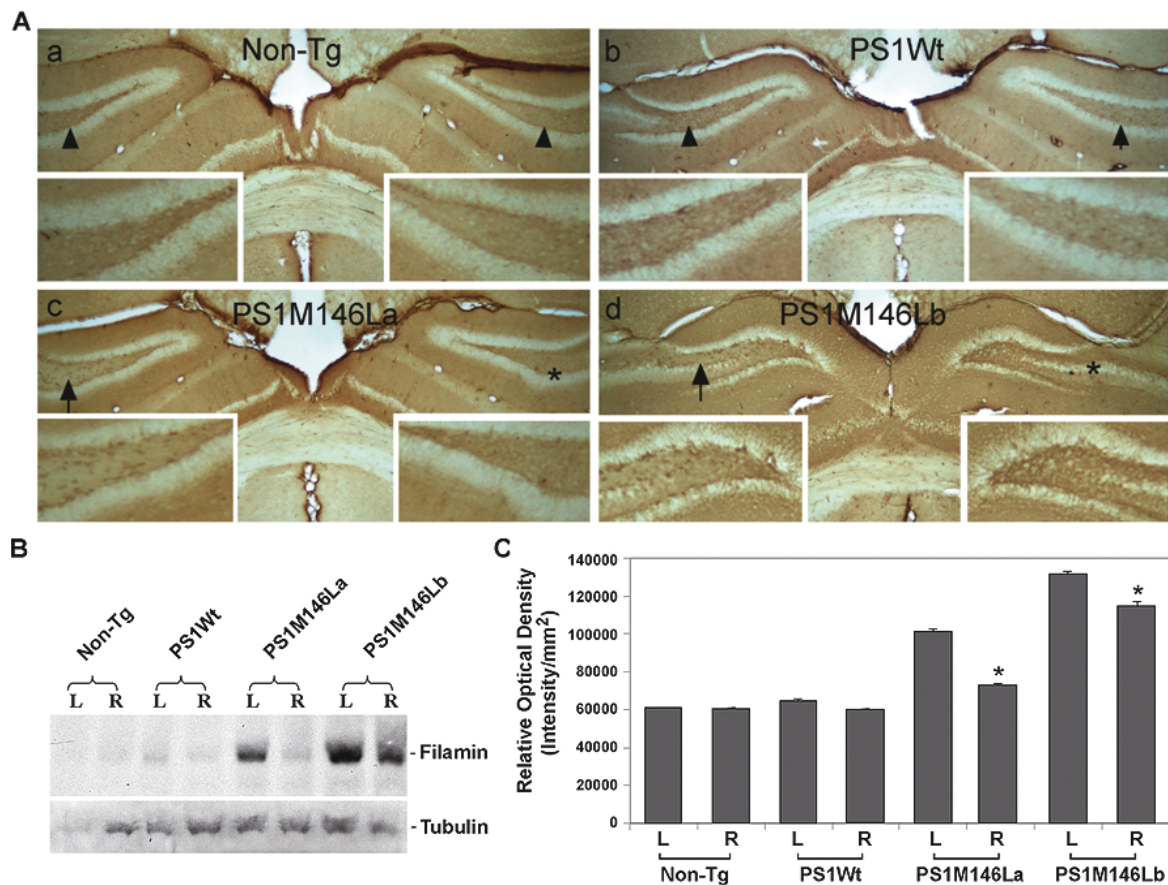 A
a
Non-Tg
b
PS1Wt
c
PS1M146La
*
d
PS1M146Lb
*
B
Non-Tg
PS1Wt
PS1M146La
PS1M146Lb
L R L R L R L R
- Filamin
- Tubulin
C
Relative Optical Density
(Intensity/mm²)
140000
120000
100000
80000
60000
40000
20000
0
*
*
L R L R L R L R
Non-Tg PS1Wt PS1M146La PS1M146Lb